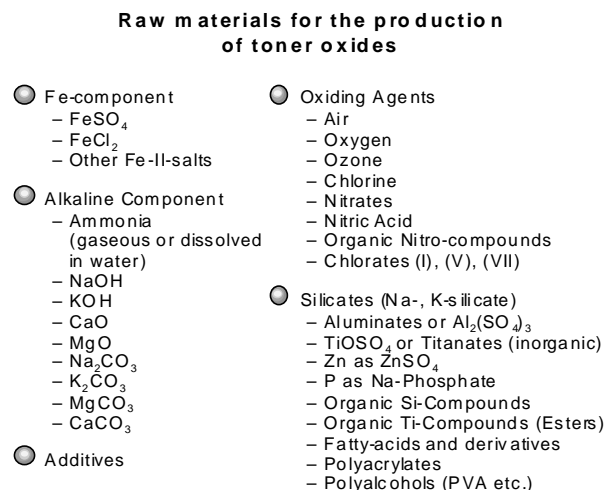 Raw materials for the production
of toner oxides
Fe-component
– FeSO₄
– FeCl₂
– Other Fe-II-salts
Alkaline Component
– Ammonia
(gaseous or dissolved
in water)
– NaOH
– KOH
– CaO
– MgO
– Na₂CO₃
– K₂CO₃
– MgCO₃
– CaCO₃
Additives
Oxiding Agents
– Air
– Oxygen
– Ozone
– Chlorine
– Nitrates
– Nitric Acid
– Organic Nitro-compounds
– Chlorates (I), (V), (VII)
Silicates (Na-, K-silicate)
– Aluminates or Al₂(SO₄)₃
– TiOSO₄ or Titanates (inorganic)
– Zn as ZnSO₄
– P as Na-Phosphate
– Organic Si-Compounds
– Organic Ti-Compounds (Esters)
– Fatty-acids and derivatives
– Polyacrylates
– Polyalcohols (PVA etc.)